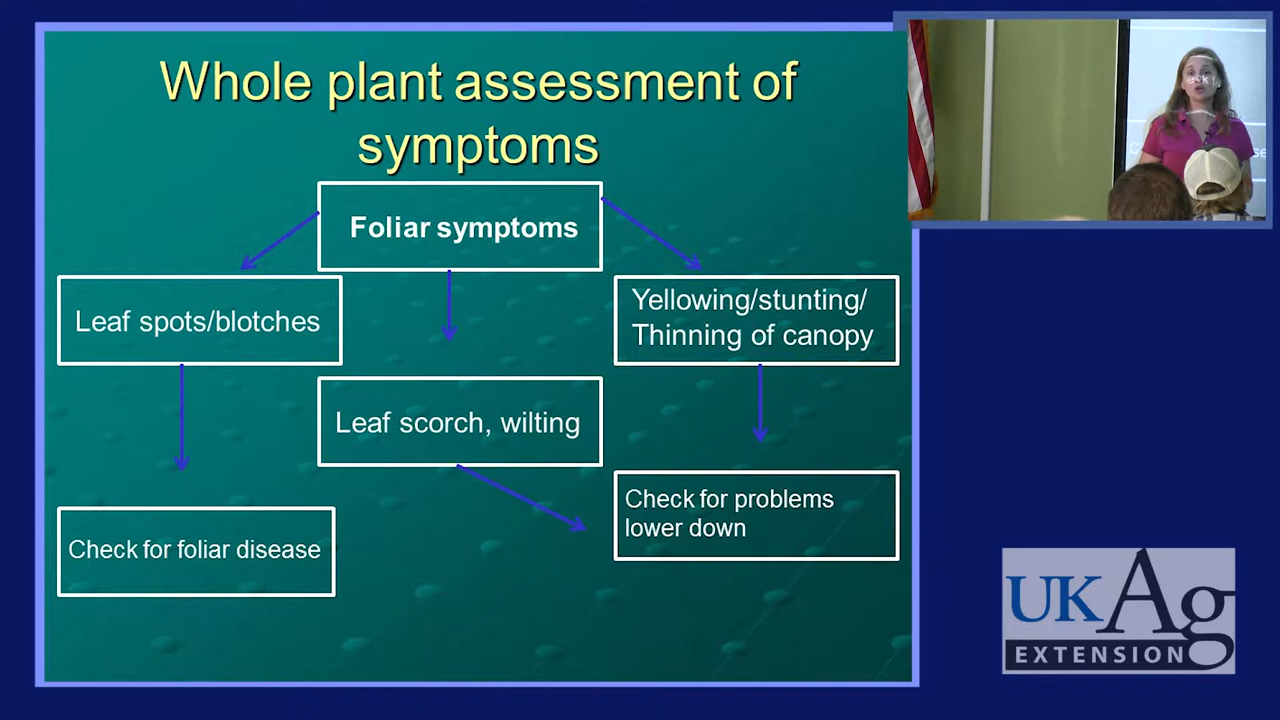 Whole plant assessment of
symptoms
Foliar symptoms
Leaf spots/blotches
Yellowing/stunting/
Thinning of canopy
Leaf scorch, wilting
Check for problems
lower down
Check for foliar disease
UKAg
EXTENSION